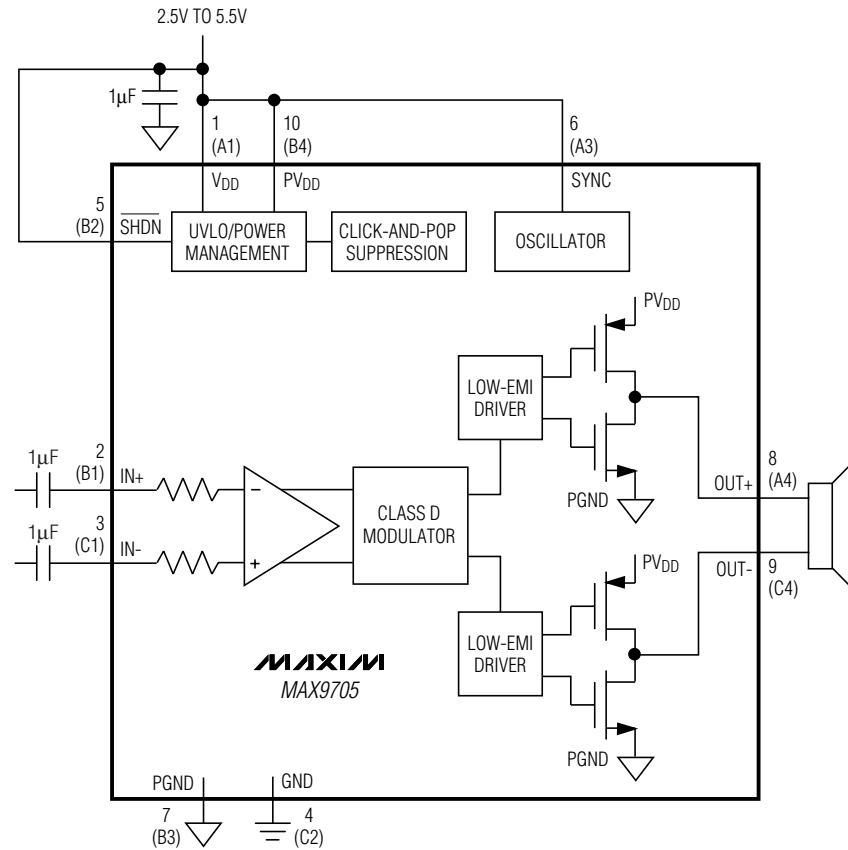 2.5V TO 5.5V
1μF
1
(A1)
10
(B4)
6
(A3)
VDD
PVDD
SYNC
5
(B2)
SHDN
UVLO/POWER
MANAGEMENT
CLICK-AND-POP
SUPPRESSION
OSCILLATOR
PVDD
LOW-EMI
DRIVER
1μF
2
(B1)
IN+
−
CLASS D
MODULATOR
PGND
OUT+
8
(A4)
1μF
3
(C1)
IN-
+
PVDD
OUT-
9
(C4)
LOW-EMI
DRIVER
MAXIM
MAX9705
PGND
PGND
GND
7
(B3)
4
(C2)